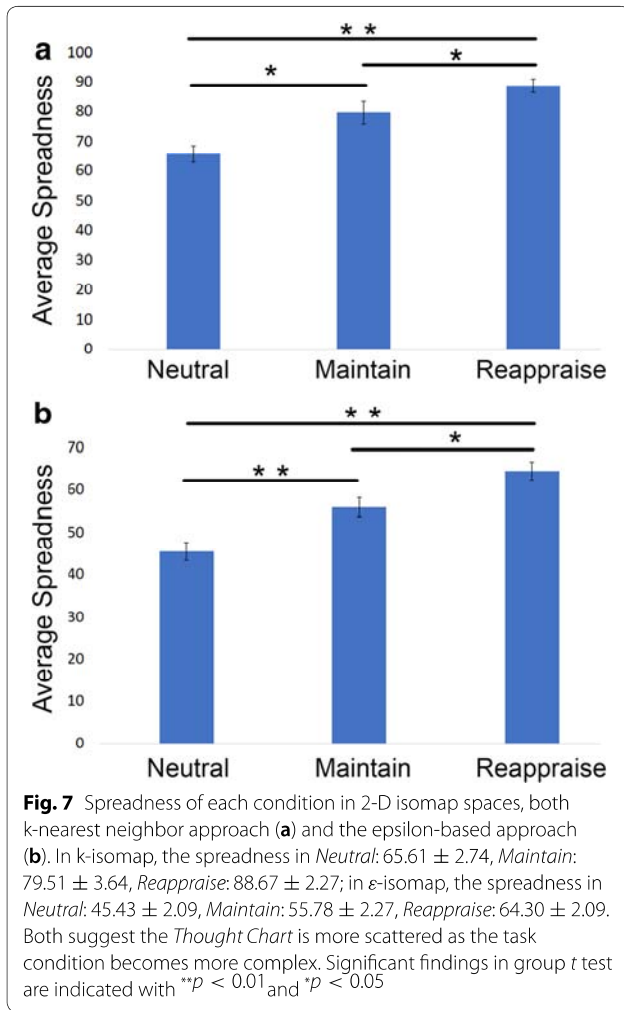 a
* *
*
*
100
90
80
70
60
50
40
30
20
10
0
Average Spreadness
Neutral Maintain Reappraise
b
* *
*
* *
70
60
50
40
30
20
10
0
Average Spreadness
Neutral Maintain Reappraise
Fig. 7 Spreadness of each condition in 2-D isomap spaces, both
k-nearest neighbor approach (a) and the epsilon-based approach
(b). In k-isomap, the spreadness in Neutral: 65.61 ± 2.74, Maintain:
79.51 ± 3.64, Reappraise: 88.67 ± 2.27; in ε-isomap, the spreadness in
Neutral: 45.43 ± 2.09, Maintain: 55.78 ± 2.27, Reappraise: 64.30 ± 2.09.
Both suggest the Thought Chart is more scattered as the task
condition becomes more complex. Significant findings in group t test
are indicated with **p < 0.01 and *p < 0.05